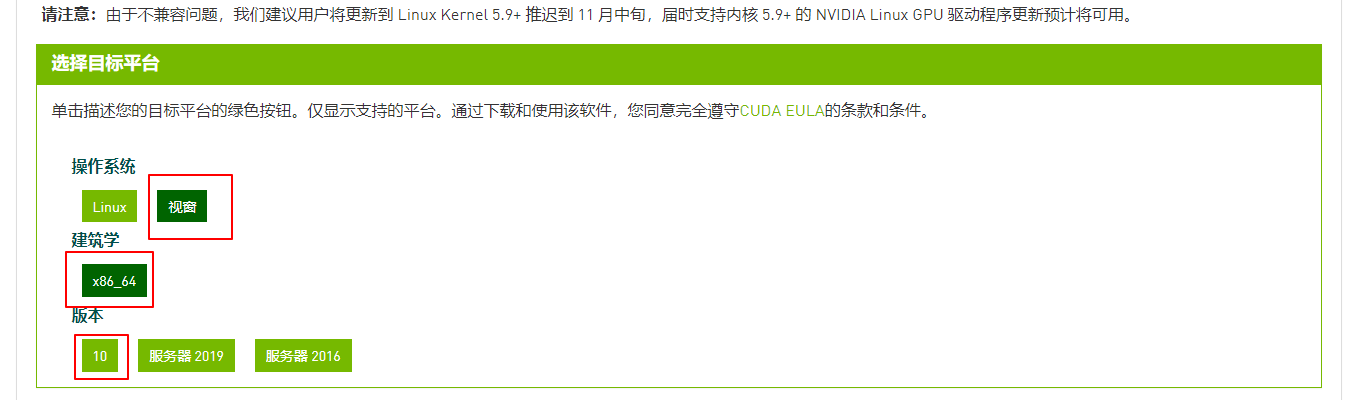 请注意：由于不兼容问题，我们建议用户将更新到 Linux Kernel 5.9+ 推迟到 11 月中旬，届时支持内核 5.9+ 的 NVIDIA Linux GPU 驱动程序更新预计将可用。
选择目标平台
单击描述您的目标平台的绿色按钮。仅显示支持的平台。通过下载和使用该软件，您同意完全遵守CUDA EULA的条款和条件。
操作系统
Linux 视窗
建筑学
x86_64
版本
10 服务器 2019 服务器 2016